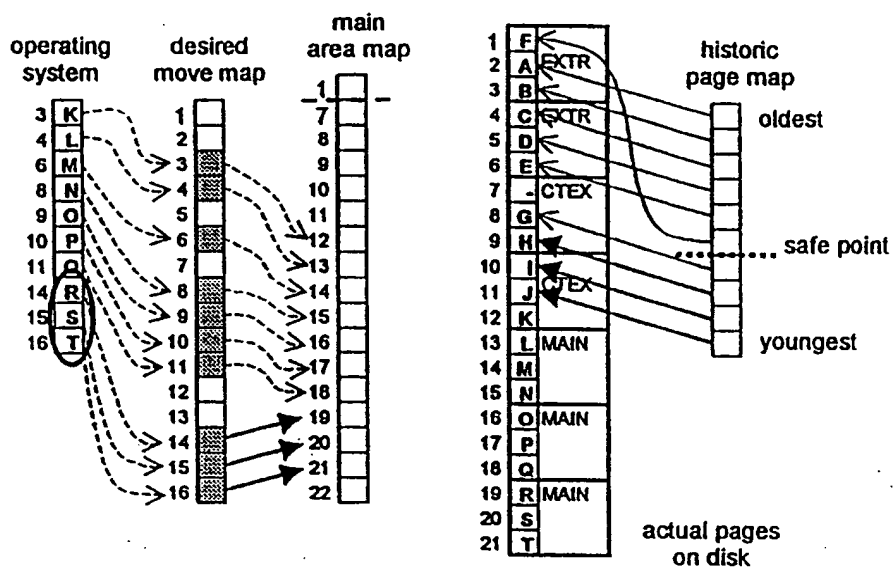 operating
system
3 K
4 L
6 M
8 N
9 O
10 P
11 Q
14 R
15 S
16 T
desired
move map
1
2
3
4
5
6
7
8
9
10
11
12
13
14
15
16
main
area map
1
7
8
9
10
11
12
13
14
15
16
17
18
19
20
21
22
1 F
2 A EXTR
3 B
4 C EXTR
5 D
6 E
7 - CTEX
8 G
9 H
10 I
11 J CTEX
12 K
13 L MAIN
14 M
15 N
16 O MAIN
17 P
18 Q
19 R MAIN
20 S
21 T
actual pages
on disk
historic
page map
oldest
safe point
youngest